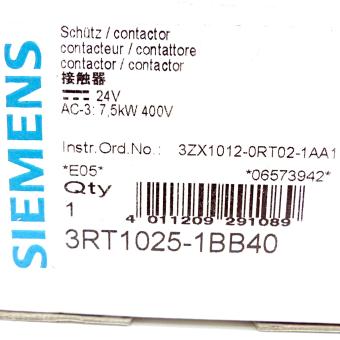 SIEMENS
Schütz / contactor
contacteur / contattore
contactor / contactor
接触器
24V
AC-3: 7,5kW 400V
Instr.Ord.No.: 3ZX1012-0RT02-1AA1
*E05* *06573942*
Qty
1
4 011209 291089
3RT1025-1BB40